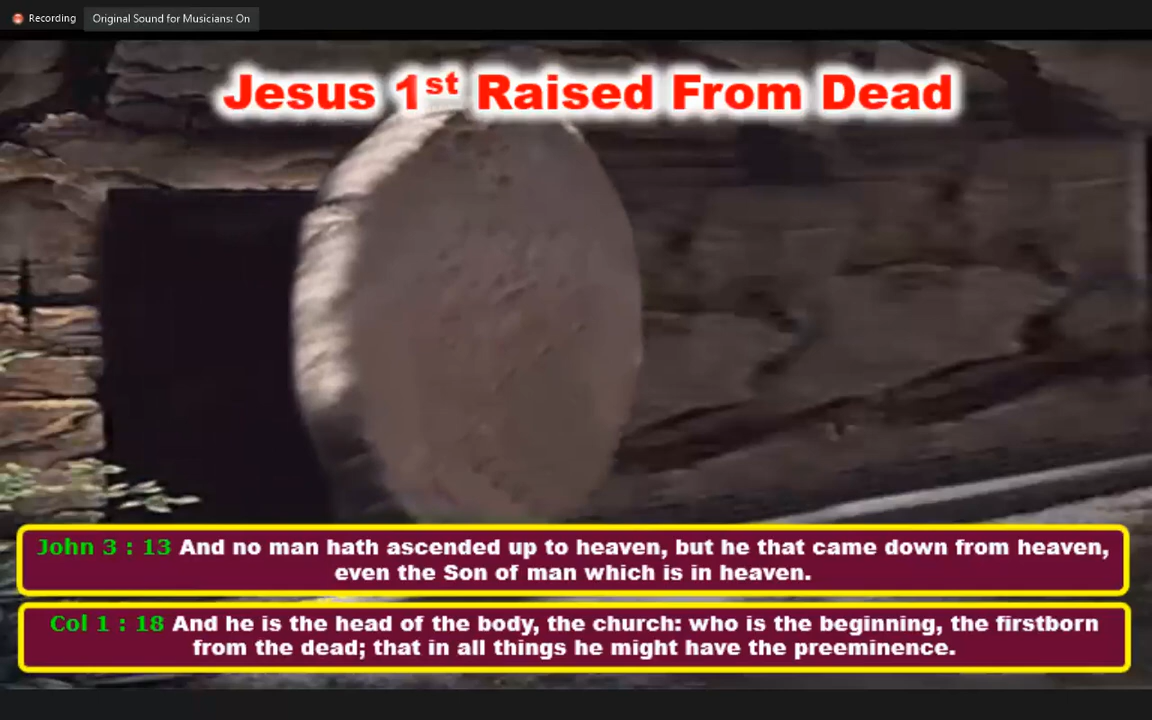 Recording
Original Sound for Musicians: On
Jesus 1st Raised From Dead
John 3 : 13 And no man hath ascended up to heaven, but he that came down from heaven,
even the Son of man which is in heaven.
Col 1 : 18 And he is the head of the body, the church: who is the beginning, the firstborn
from the dead; that in all things he might have the preeminence.